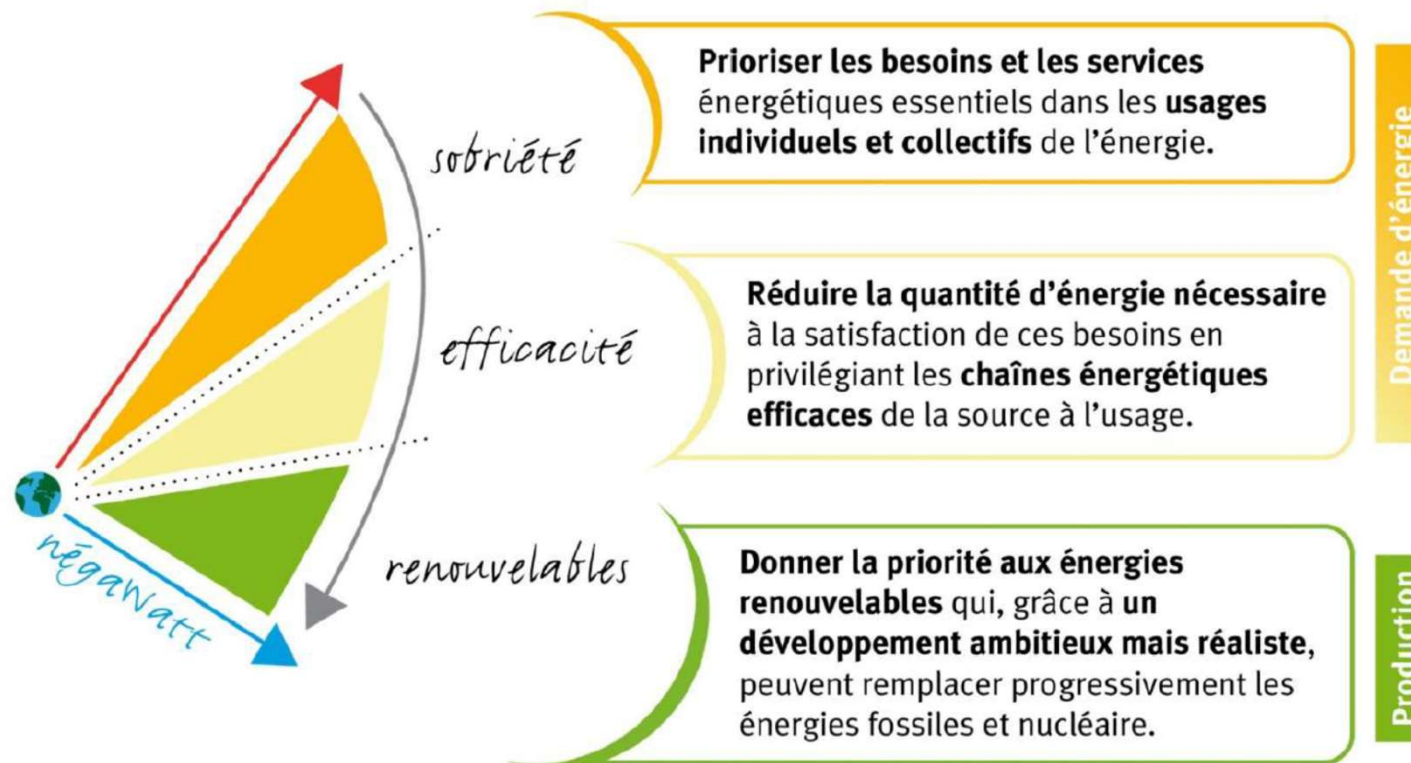 sobriété
Prioriser les besoins et les services
énergétiques essentiels dans les usages
individuels et collectifs de l'énergie.
efficacité
Réduire la quantité d'énergie nécessaire
à la satisfaction de ces besoins en
privilégiant les chaînes énergétiques
efficaces de la source à l'usage.
Demande d'énergie
négawatt
renouvelables
Donner la priorité aux énergies
renouvelables qui, grâce à un
développement ambitieux mais réaliste,
peuvent remplacer progressivement les
énergies fossiles et nucléaire.
Production